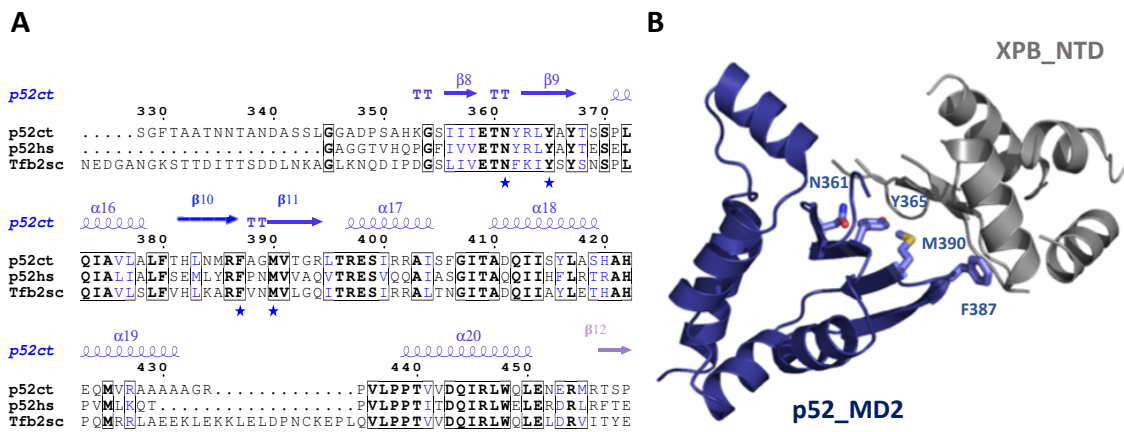 A
B
XPB_NTD
p52ct TT β8 TT β9
330 340 350 360 370
p52ct .....SGFTAATNNTANDASSLGGADPSAHKGSIIIETNYRLYAYTSSPL
p52hs ......................GAGGTVHQPGFIVVETNYRLYAYTESEL
Tfb2sc NEDGANGKSTTDITTSDDLNKAGLKNQDIPDGSLIVETNFKIYSYSNSPL
p52ct α16 β10 TT β11 α17 α18
380 390 400 410 420
p52ct QIAVLALFTHLNMRFAGMVTGRLTRESIRRAISFGITADQIISYLASHAH
p52hs QIALIALFSEMLYRFPNMVVAQVTRESVQQAIASGITADQIIHFLRTRAH
Tfb2sc QIAVLSLFVHLKARFVNMVLGQITRESIRRALTNGITADQIIAYLETHAH
p52ct α19 α20 β12
430 440 450
p52ct EQMVRAAAAAGR.............PVLPPTVVDQIRLWQLENERMRTSP
p52hs PVMLKQT..................PVLPPTITDQIRLWELERDRLRFTE
Tfb2sc PQMRRLAEEKLEKKLELDPNCKEPLQVLPPTVVDQIRLWQLELDRVITYE
N361
Y365
M390
F387
p52_MD2